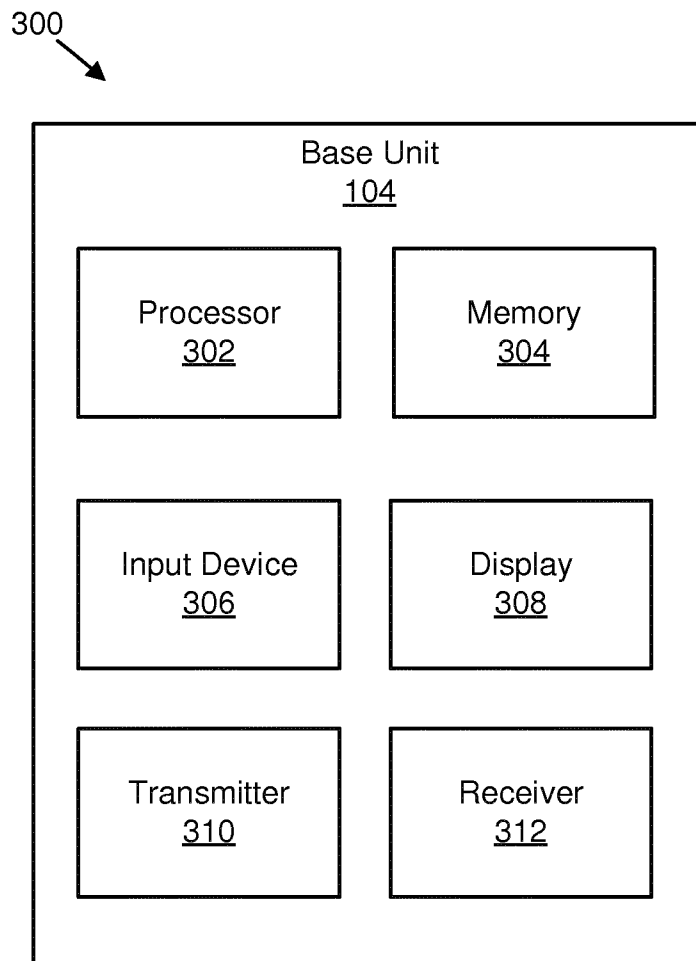 300
Base Unit
104
Processor
302
Memory
304
Input Device
306
Display
308
Transmitter
310
Receiver
312